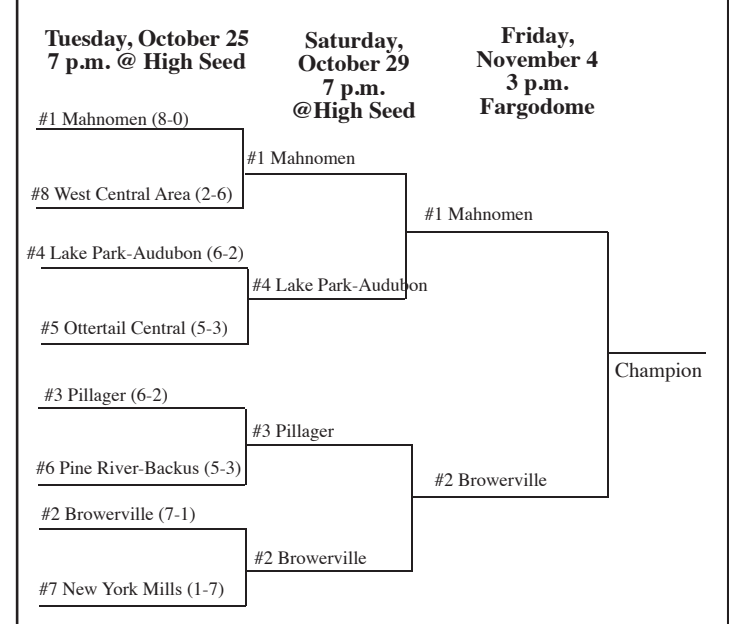 Tuesday, October 25
7 p.m. @ High Seed
Saturday,
October 29
7 p.m.
@High Seed
Friday,
November 4
3 p.m.
Fargodome
#1 Mahnomen (8-0)
#8 West Central Area (2-6)
#4 Lake Park-Audubon (6-2)
#5 Ottertail Central (5-3)
#3 Pillager (6-2)
#6 Pine River-Backus (5-3)
#2 Browerville (7-1)
#7 New York Mills (1-7)
#1 Mahnomen
#4 Lake Park-Audubon
#3 Pillager
#2 Browerville
#1 Mahnomen
#2 Browerville
Champion